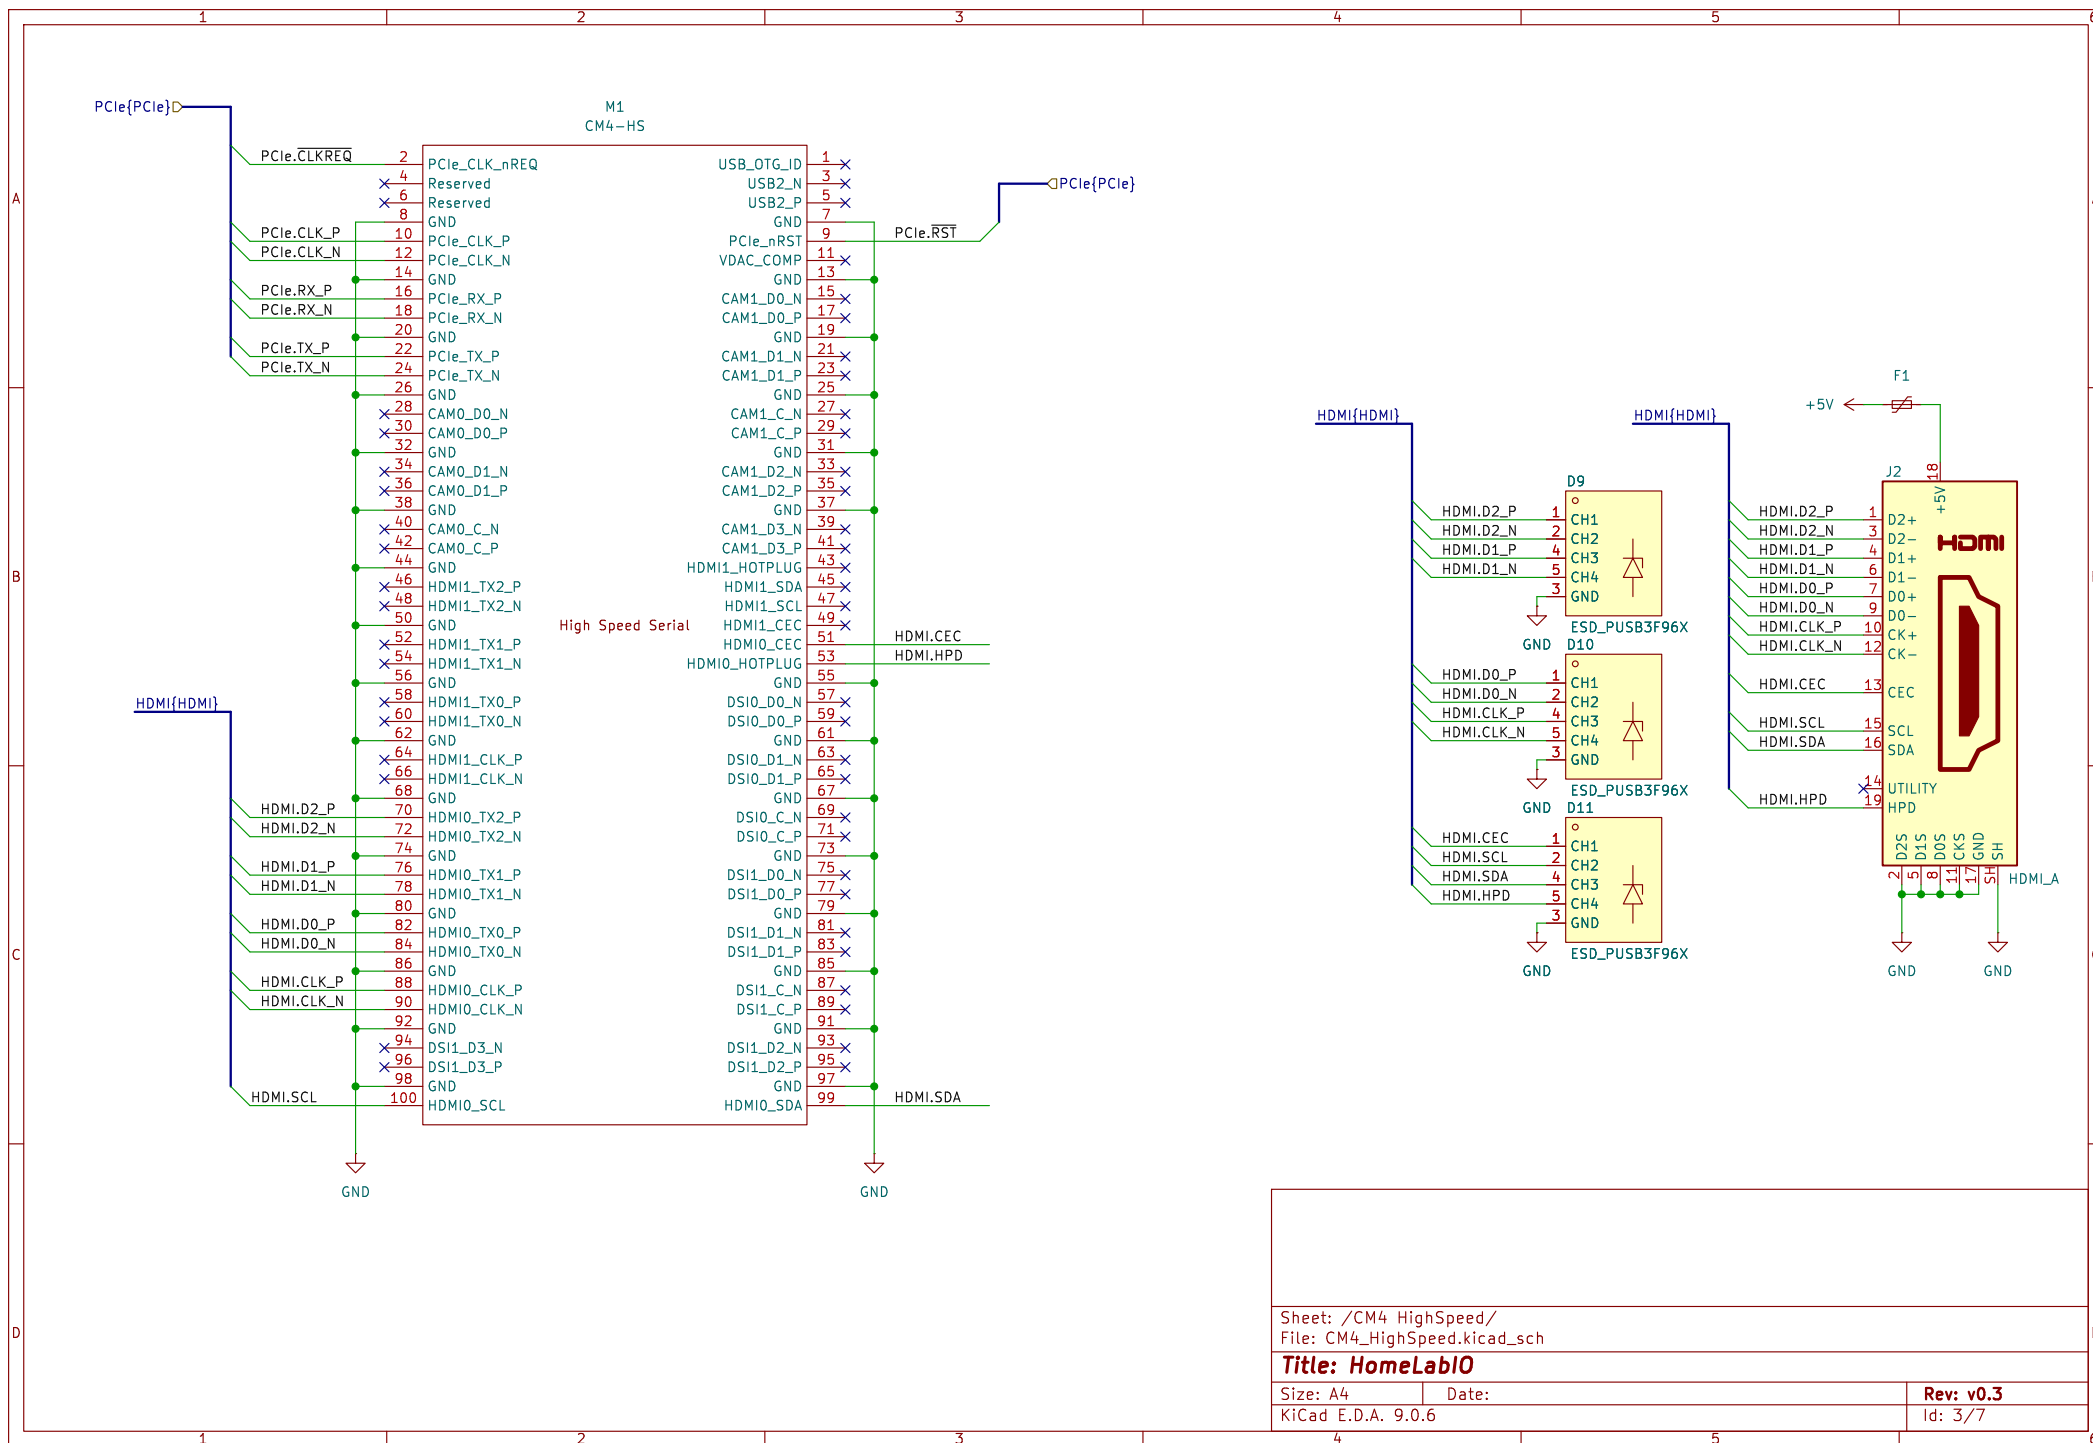 1 2 3 4 5 6
PCIe{PCIe}
M1
CM4-HS
PCIe.CLKREQ 2 PCIe_CLK_nREQ USB_OTG_ID 1
4 Reserved USB2_N 3 PCIe{PCIe}
6 Reserved USB2_P 5
A
8 GND GND 7
PCIe.CLK_P 10 PCIe_CLK_P PCIe_nRST 9 PCIe.RST
PCIe.CLK_N 12 PCIe_CLK_N VDAC_COMP 11
14 GND GND 13
PCIe.RX_P 16 PCIe_RX_P CAM1_D0_N 15
PCIe.RX_N 18 PCIe_RX_N CAM1_D0_P 17
20 GND GND 19
PCIe.TX_P 22 PCIe_TX_P CAM1_D1_N 21
PCIe.TX_N 24 PCIe_TX_N CAM1_D1_P 23
26 GND GND 25
28 CAM0_D0_N CAM1_C_N 27
30 CAM0_D0_P CAM1_C_P 29
32 GND GND 31
34 CAM0_D1_N CAM1_D2_N 33
36 CAM0_D1_P CAM1_D2_P 35
38 GND GND 37
40 CAM0_C_N CAM1_D3_N 39
42 CAM0_C_P CAM1_D3_P 41
44 GND HDMI1_HOTPLUG 43
B
46 HDMI1_TX2_P HDMI1_SDA 45
48 HDMI1_TX2_N HDMI1_SCL 47
50 GND High Speed Serial HDMI1_CEC 49
52 HDMI1_TX1_P HDMI0_CEC 51 HDMI.CEC
54 HDMI1_TX1_N HDMI0_HOTPLUG 53 HDMI.HPD
56 GND GND 55
HDMI{HDMI}
58 HDMI1_TX0_P DSI0_D0_N 57
60 HDMI1_TX0_N DSI0_D0_P 59
62 GND GND 61
64 HDMI1_CLK_P DSI0_D1_N 63
66 HDMI1_CLK_N DSI0_D1_P 65
68 GND GND 67
HDMI.D2_P 70 HDMI0_TX2_P DSI0_C_N 69
HDMI.D2_N 72 HDMI0_TX2_N DSI0_C_P 71
74 GND GND 73
HDMI.D1_P 76 HDMI0_TX1_P DSI1_D0_N 75
HDMI.D1_N 78 HDMI0_TX1_N DSI1_D0_P 77
80 GND GND 79
HDMI.D0_P 82 HDMI0_TX0_P DSI1_D1_N 81
HDMI.D0_N 84 HDMI0_TX0_N DSI1_D1_P 83
C
86 GND GND 85
HDMI.CLK_P 88 HDMI0_CLK_P DSI1_C_N 87
HDMI.CLK_N 90 HDMI0_CLK_N DSI1_C_P 89
92 GND GND 91
94 DSI1_D3_N DSI1_D2_N 93
96 DSI1_D3_P DSI1_D2_P 95
98 GND GND 97
HDMI.SCL 100 HDMI0_SCL HDMI0_SDA 99 HDMI.SDA
GND GND
HDMI{HDMI}
D9
HDMI.D2_P 1 CH1
HDMI.D2_N 2 CH2
HDMI.D1_P 4 CH3
HDMI.D1_N 5 CH4
3 GND
ESD_PUSB3F96X
GND
D10
HDMI.D0_P 1 CH1
HDMI.D0_N 2 CH2
HDMI.CLK_P 4 CH3
HDMI.CLK_N 5 CH4
3 GND
ESD_PUSB3F96X
GND
D11
HDMI.CEC 1 CH1
HDMI.SCL 2 CH2
HDMI.SDA 4 CH3
HDMI.HPD 5 CH4
3 GND
ESD_PUSB3F96X
GND
F1
+5V
HDMI{HDMI}
J2
18
+5V
HDMI.D2_P 1 D2+
HDMI.D2_N 3 D2-
HDMI
HDMI.D1_P 4 D1+
HDMI.D1_N 6 D1-
HDMI.D0_P 7 D0+
HDMI.D0_N 9 D0-
HDMI.CLK_P 10 CK+
HDMI.CLK_N 12 CK-
HDMI.CEC 13 CEC
HDMI.SCL 15 SCL
HDMI.SDA 16 SDA
14 UTILITY
HDMI.HPD 19 HPD
D2S D1S D0S CKS GND SH
2 5 8 11 17 SH
HDMI_A
GND GND
D
Sheet: /CM4 HighSpeed/
File: CM4_HighSpeed.kicad_sch
Title: HomeLabIO
Size: A4 Date: Rev: v0.3
KiCad E.D.A. 9.0.6 Id: 3/7
1 2 3 4 5 6